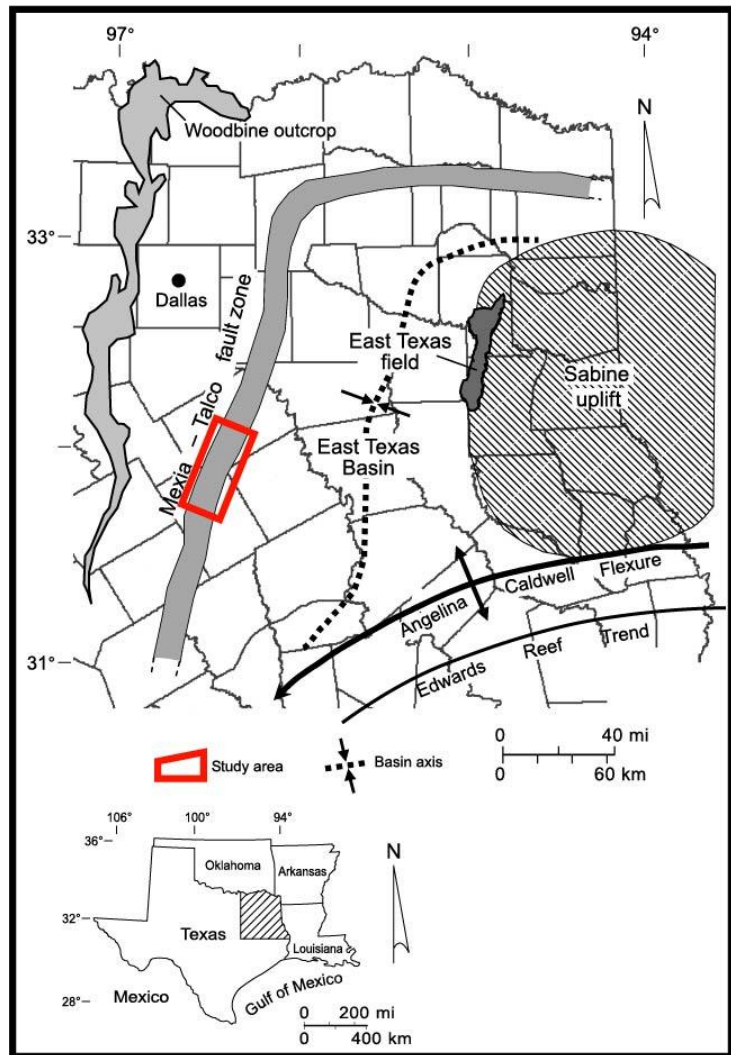 97°
94°
Woodbine outcrop
N
33°
Dallas
Mexia – Talco fault zone
East Texas
field
Sabine
uplift
East Texas
Basin
Angelina Caldwell Flexure
Edwards Reef Trend
31°
0 40 mi
0 60 km
Study area
Basin axis
106° 100° 94°
36°
N
Oklahoma
Arkansas
32°
Texas
Louisiana
Mexico
Gulf of Mexico
28°
0 200 mi
0 400 km